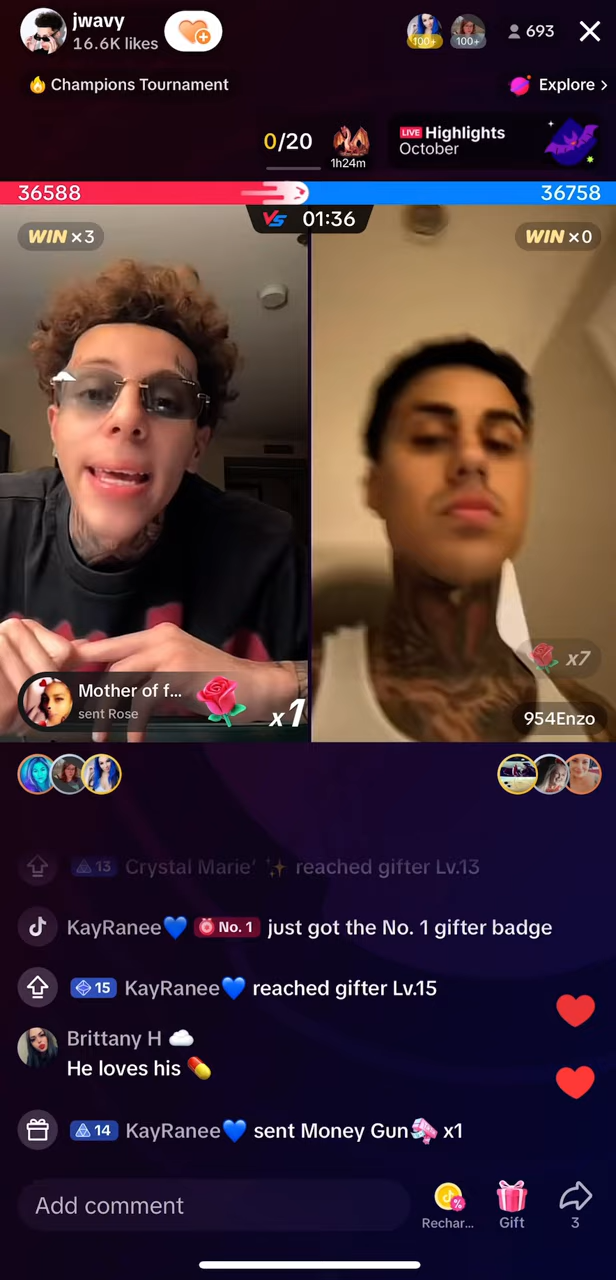 jwavy
16.6K likes
100+
100+
693
Champions Tournament
Explore >
0/20
1h24m
LIVE Highlights
October
36588
36758
VS 01:36
WIN ×3
WIN ×0
Mother of f...
sent Rose
x1
x7
954Enzo
13 Crystal Marie' reached gifter Lv.13
KayRanee💙 No. 1 just got the No. 1 gifter badge
15 KayRanee💙 reached gifter Lv.15
Brittany H ☁️
He loves his 💊
14 KayRanee💙 sent Money Gun x1
Add comment
Rechar...
Gift
3